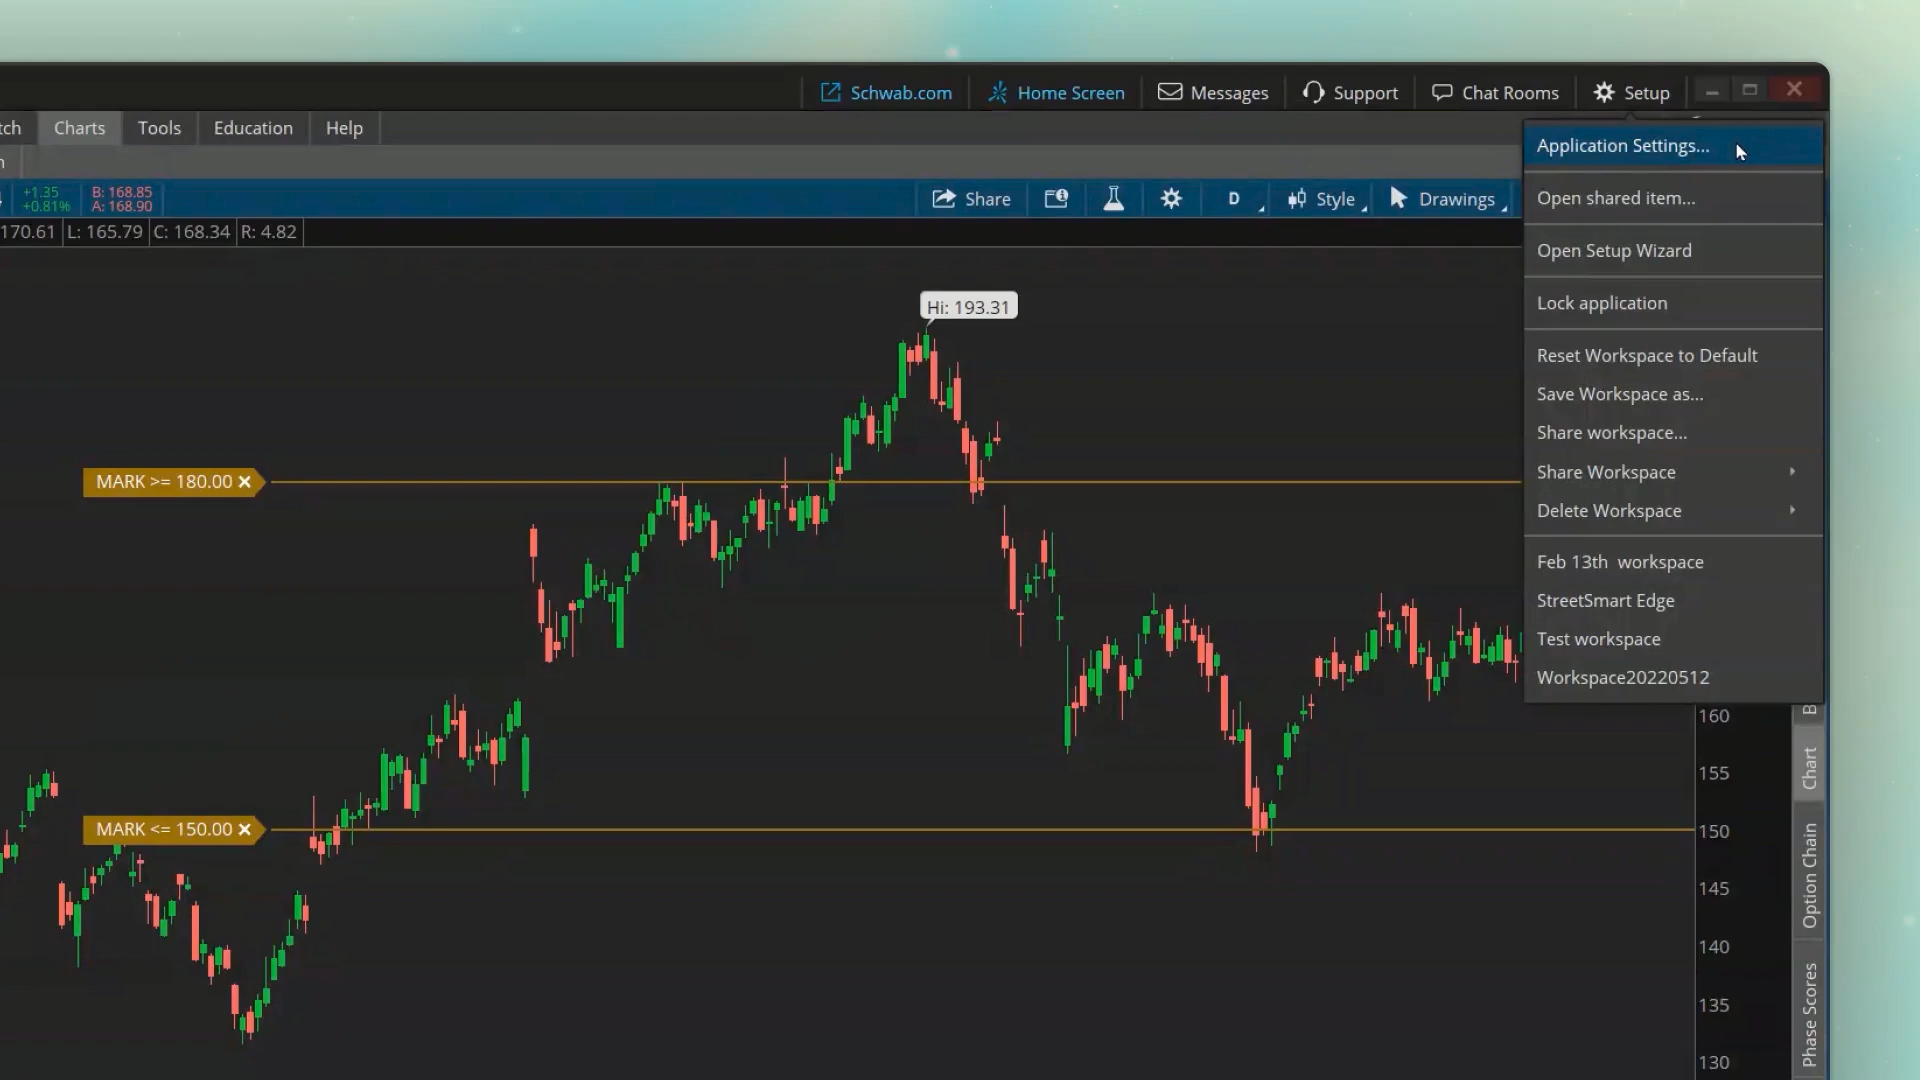 Schwab.com
Home Screen
Messages
Support
Chat Rooms
Setup
tch
Charts
Tools
Education
Help
Application Settings...
Open shared item...
Open Setup Wizard
Lock application
Reset Workspace to Default
Save Workspace as...
Share workspace...
Share Workspace
Delete Workspace
Feb 13th  workspace
StreetSmart Edge
Test workspace
Workspace20220512
+1.35
+0.81%
B: 168.85
A: 168.90
Share
D
Style
Drawings
170.61
L: 165.79
C: 168.34
R: 4.82
Hi: 193.31
MARK >= 180.00
MARK <= 150.00
160
155
150
145
140
135
130
Chart
Option Chain
Phase Scores